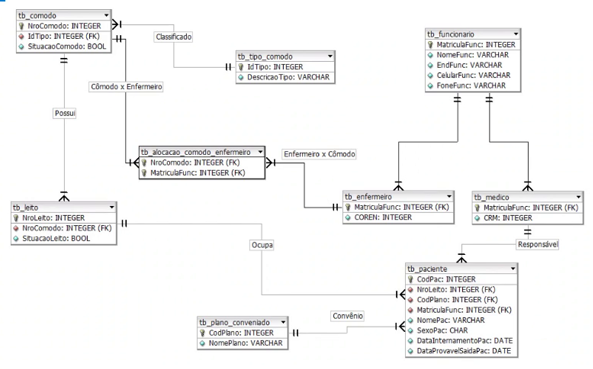 tb_comodo
NroComodo: INTEGER
IdTipo: INTEGER (FK)
SituacaoComodo: BOOL
Classificado
tb_tipo_comodo
IdTipo: INTEGER
DescricaoTipo: VARCHAR
tb_funcionario
MatriculaFunc: INTEGER
NomeFunc: VARCHAR
EndFunc: VARCHAR
CelularFunc: VARCHAR
FoneFunc: VARCHAR
Cômodo x Enfermeiro
Possui
tb_alocacao_comodo_enfermeiro
NroComodo: INTEGER (FK)
MatriculaFunc: INTEGER (FK)
Enfermeiro x Cômodo
tb_enfermeiro
MatriculaFunc: INTEGER (FK)
COREN: INTEGER
tb_medico
MatriculaFunc: INTEGER (FK)
CRM: INTEGER
tb_leito
NroLeito: INTEGER
NroComodo: INTEGER (FK)
SituacaoLeito: BOOL
Ocupa
Responsável
tb_paciente
CodPac: INTEGER
NroLeito: INTEGER (FK)
CodPlano: INTEGER (FK)
MatriculaFunc: INTEGER (FK)
NomePac: VARCHAR
SexoPac: CHAR
DataInternamentoPac: DATE
DataProvavelSaidaPac: DATE
Convênio
tb_plano_conveniado
CodPlano: INTEGER
NomePlano: VARCHAR